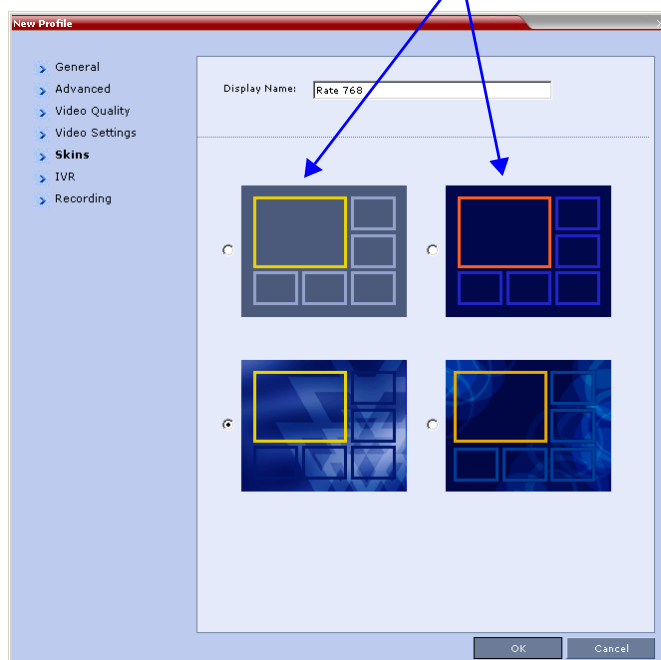 New Profile
General
Advanced
Video Quality
Video Settings
Skins
IVR
Recording
Display Name: Rate 768
OK Cancel